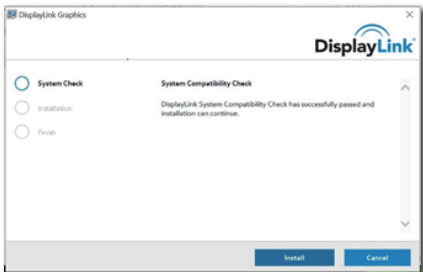 DisplayLink Graphics
DisplayLink
System Check
System Compatibility Check
DisplayLink System Compatibility Check has successfully passed and
installation can continue.
Installation
Finish
Install
Cancel